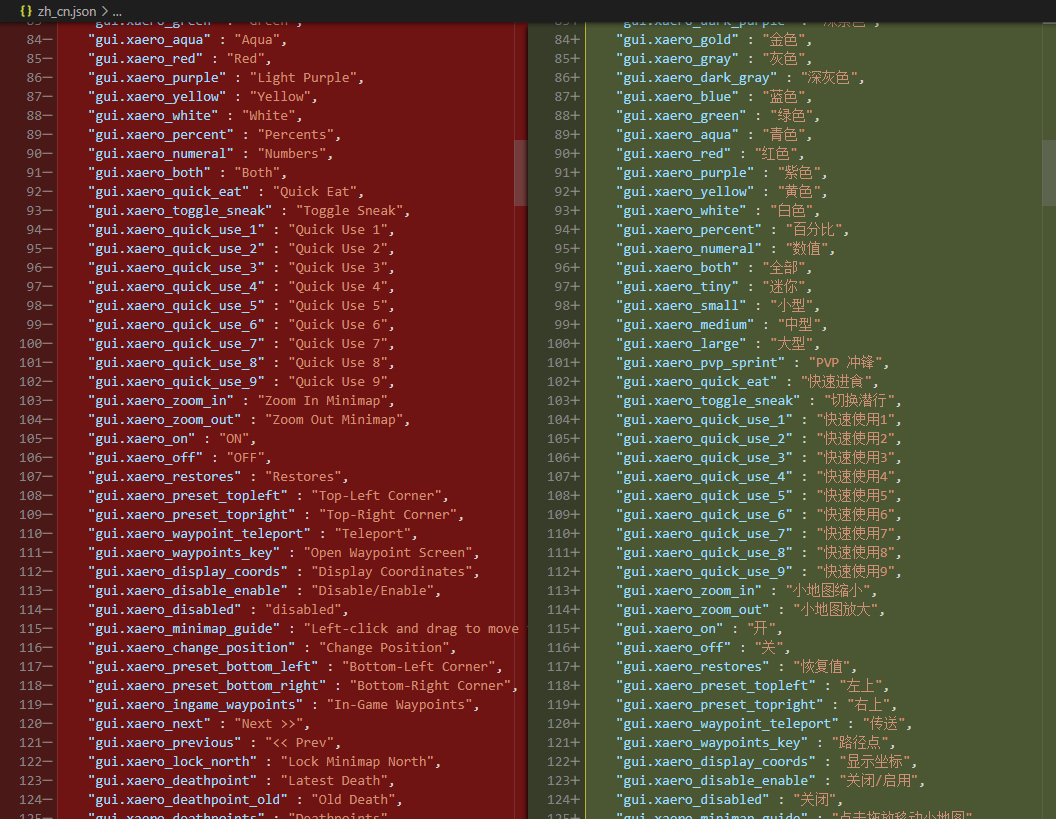 {} zh_cn.json > ...
84− "gui.xaero_aqua" : "Aqua",
85− "gui.xaero_red" : "Red",
86− "gui.xaero_purple" : "Light Purple",
87− "gui.xaero_yellow" : "Yellow",
88− "gui.xaero_white" : "White",
89− "gui.xaero_percent" : "Percents",
90− "gui.xaero_numeral" : "Numbers",
91− "gui.xaero_both" : "Both",
92− "gui.xaero_quick_eat" : "Quick Eat",
93− "gui.xaero_toggle_sneak" : "Toggle Sneak",
94− "gui.xaero_quick_use_1" : "Quick Use 1",
95− "gui.xaero_quick_use_2" : "Quick Use 2",
96− "gui.xaero_quick_use_3" : "Quick Use 3",
97− "gui.xaero_quick_use_4" : "Quick Use 4",
98− "gui.xaero_quick_use_5" : "Quick Use 5",
99− "gui.xaero_quick_use_6" : "Quick Use 6",
100− "gui.xaero_quick_use_7" : "Quick Use 7",
101− "gui.xaero_quick_use_8" : "Quick Use 8",
102− "gui.xaero_quick_use_9" : "Quick Use 9",
103− "gui.xaero_zoom_in" : "Zoom In Minimap",
104− "gui.xaero_zoom_out" : "Zoom Out Minimap",
105− "gui.xaero_on" : "ON",
106− "gui.xaero_off" : "OFF",
107− "gui.xaero_restores" : "Restores",
108− "gui.xaero_preset_topleft" : "Top-Left Corner",
109− "gui.xaero_preset_topright" : "Top-Right Corner",
110− "gui.xaero_waypoint_teleport" : "Teleport",
111− "gui.xaero_waypoints_key" : "Open Waypoint Screen",
112− "gui.xaero_display_coords" : "Display Coordinates",
113− "gui.xaero_disable_enable" : "Disable/Enable",
114− "gui.xaero_disabled" : "disabled",
115− "gui.xaero_minimap_guide" : "Left-click and drag to move
116− "gui.xaero_change_position" : "Change Position",
117− "gui.xaero_preset_bottom_left" : "Bottom-Left Corner",
118− "gui.xaero_preset_bottom_right" : "Bottom-Right Corner",
119− "gui.xaero_ingame_waypoints" : "In-Game Waypoints",
120− "gui.xaero_next" : "Next >>",
121− "gui.xaero_previous" : "<< Prev",
122− "gui.xaero_lock_north" : "Lock Minimap North",
123− "gui.xaero_deathpoint" : "Latest Death",
124− "gui.xaero_deathpoint_old" : "Old Death",
84+ "gui.xaero_gold" : "金色",
85+ "gui.xaero_gray" : "灰色",
86+ "gui.xaero_dark_gray" : "深灰色",
87+ "gui.xaero_blue" : "蓝色",
88+ "gui.xaero_green" : "绿色",
89+ "gui.xaero_aqua" : "青色",
90+ "gui.xaero_red" : "红色",
91+ "gui.xaero_purple" : "紫色",
92+ "gui.xaero_yellow" : "黄色",
93+ "gui.xaero_white" : "白色",
94+ "gui.xaero_percent" : "百分比",
95+ "gui.xaero_numeral" : "数值",
96+ "gui.xaero_both" : "全部",
97+ "gui.xaero_tiny" : "迷你",
98+ "gui.xaero_small" : "小型",
99+ "gui.xaero_medium" : "中型",
100+ "gui.xaero_large" : "大型",
101+ "gui.xaero_pvp_sprint" : "PVP 冲锋",
102+ "gui.xaero_quick_eat" : "快速进食",
103+ "gui.xaero_toggle_sneak" : "切换潜行",
104+ "gui.xaero_quick_use_1" : "快速使用1",
105+ "gui.xaero_quick_use_2" : "快速使用2",
106+ "gui.xaero_quick_use_3" : "快速使用3",
107+ "gui.xaero_quick_use_4" : "快速使用4",
108+ "gui.xaero_quick_use_5" : "快速使用5",
109+ "gui.xaero_quick_use_6" : "快速使用6",
110+ "gui.xaero_quick_use_7" : "快速使用7",
111+ "gui.xaero_quick_use_8" : "快速使用8",
112+ "gui.xaero_quick_use_9" : "快速使用9",
113+ "gui.xaero_zoom_in" : "小地图缩小",
114+ "gui.xaero_zoom_out" : "小地图放大",
115+ "gui.xaero_on" : "开",
116+ "gui.xaero_off" : "关",
117+ "gui.xaero_restores" : "恢复值",
118+ "gui.xaero_preset_topleft" : "左上",
119+ "gui.xaero_preset_topright" : "右上",
120+ "gui.xaero_waypoint_teleport" : "传送",
121+ "gui.xaero_waypoints_key" : "路径点",
122+ "gui.xaero_display_coords" : "显示坐标",
123+ "gui.xaero_disable_enable" : "关闭/启用",
124+ "gui.xaero_disabled" : "关闭",